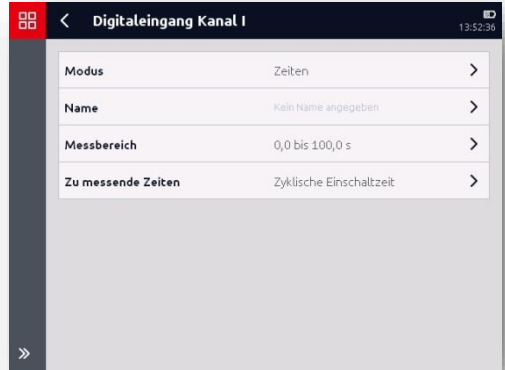 Digitaleingang Kanal I
13:52:36
Modus Zeiten
Name Kein Name angegeben
Messbereich 0,0 bis 100,0 s
Zu messende Zeiten Zyklische Einschaltzeit